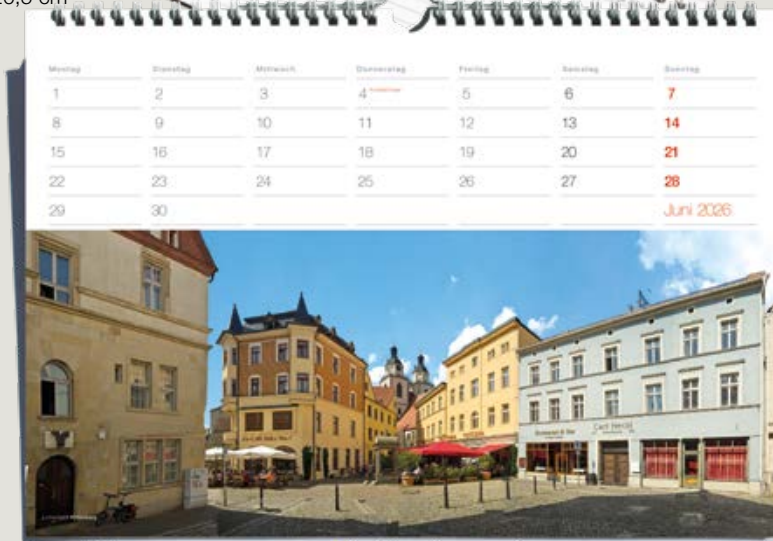 Montag Dienstag Mittwoch Donnerstag Freitag Samstag Sonntag
1 2 3 4 5 6 7
8 9 10 11 12 13 14
15 16 17 18 19 20 21
22 23 24 25 26 27 28
29 30 Juni 2026
Restaurant & Bar